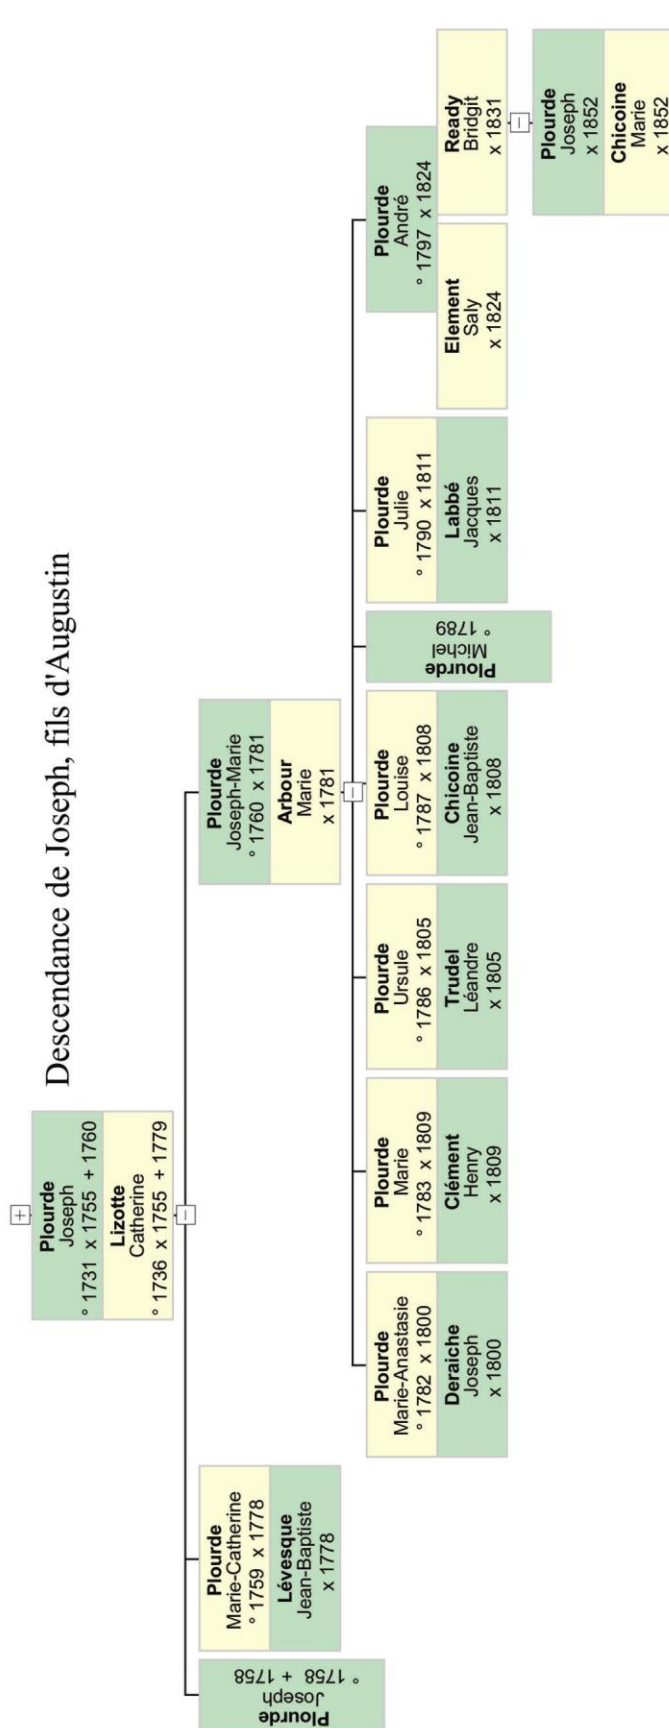 Descendance de Joseph, fils d'Augustin
Plourde
Joseph
° 1731 x 1755 + 1760
Lizotte
Catherine
° 1736 x 1755 + 1779
Plourde
Joseph
° 1758 + 1758
Plourde
Marie-Catherine
° 1759 x 1778
Lévesque
Jean-Baptiste
x 1778
Plourde
Joseph-Marie
° 1760 x 1781
Arbour
Marie
x 1781
Plourde
Marie-Anastasie
° 1782 x 1800
Deraiche
Joseph
x 1800
Plourde
Marie
° 1783 x 1809
Clément
Henry
x 1809
Plourde
Ursule
° 1786 x 1805
Trudel
Léandre
x 1805
Plourde
Louise
° 1787 x 1808
Chicoine
Jean-Baptiste
x 1808
Plourde
Michel
° 1789
Plourde
Julie
° 1790 x 1811
Labbé
Jacques
x 1811
Plourde
André
° 1797 x 1824
Element
Saly
x 1824
Ready
Bridgit
x 1831
Plourde
Joseph
x 1852
Chicoine
Marie
x 1852